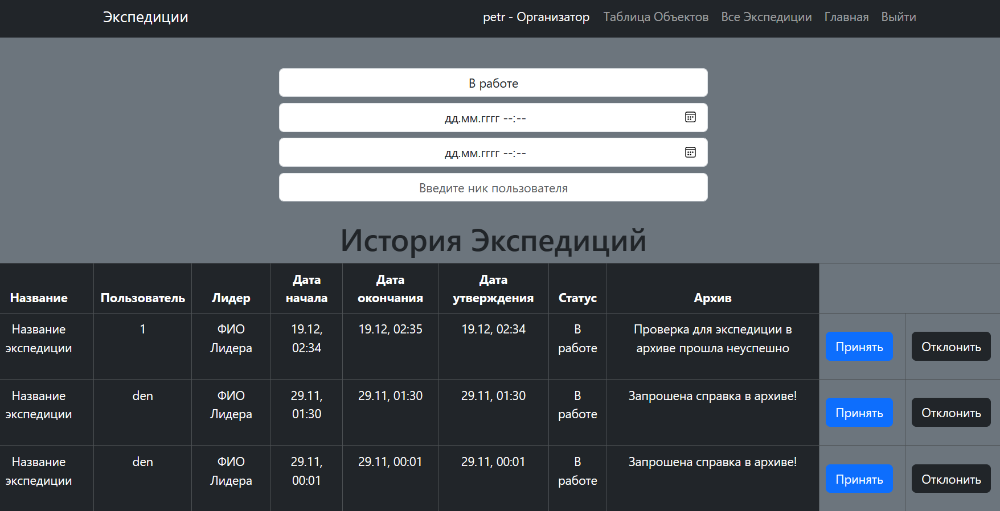 Экспедиции
petr - Организатор Таблица Объектов Все Экспедиции Главная Выйти
В работе
дд.мм.гггг --:--
дд.мм.гггг --:--
Введите ник пользователя
История Экспедиций
Название Пользователь Лидер Дата начала Дата окончания Дата утверждения Статус Архив
Название экспедиции 1 ФИО Лидера 19.12, 02:34 19.12, 02:35 19.12, 02:34 В работе Проверка для экспедиции в архиве прошла неуспешно Принять Отклонить
Название экспедиции den ФИО Лидера 29.11, 01:30 29.11, 01:30 29.11, 01:30 В работе Запрошена справка в архиве! Принять Отклонить
Название экспедиции den ФИО Лидера 29.11, 00:01 29.11, 00:01 29.11, 00:01 В работе Запрошена справка в архиве! Принять Отклонить